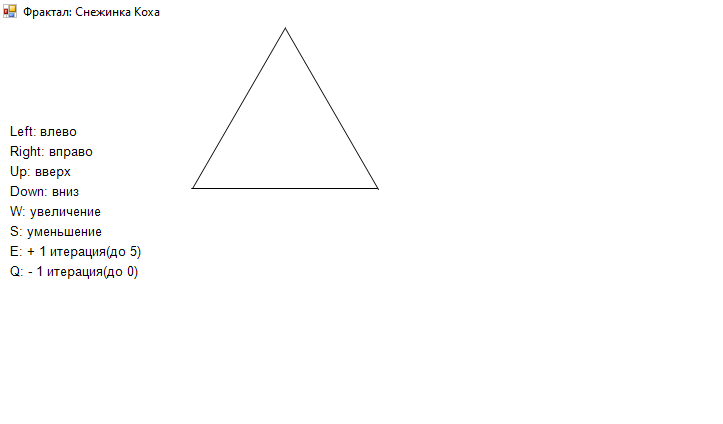 Фрактал: Снежинка Коха
Left: влево
Right: вправо
Up: вверх
Down: вниз
W: увеличение
S: уменьшение
E: + 1 итерация(до 5)
Q: - 1 итерация(до 0)